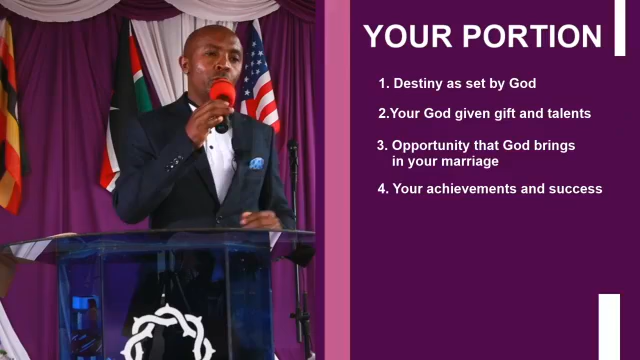 YOUR PORTION
1. Destiny as set by God
2.Your God given gift and talents
3. Opportunity that God brings
in your marriage
4. Your achievements and success